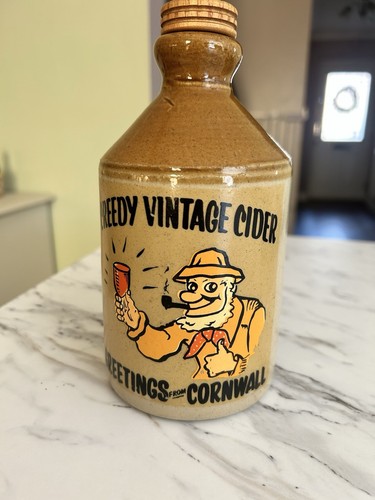 REEDY VINTAGE CIDER
REETINGS FROM CORNWALL